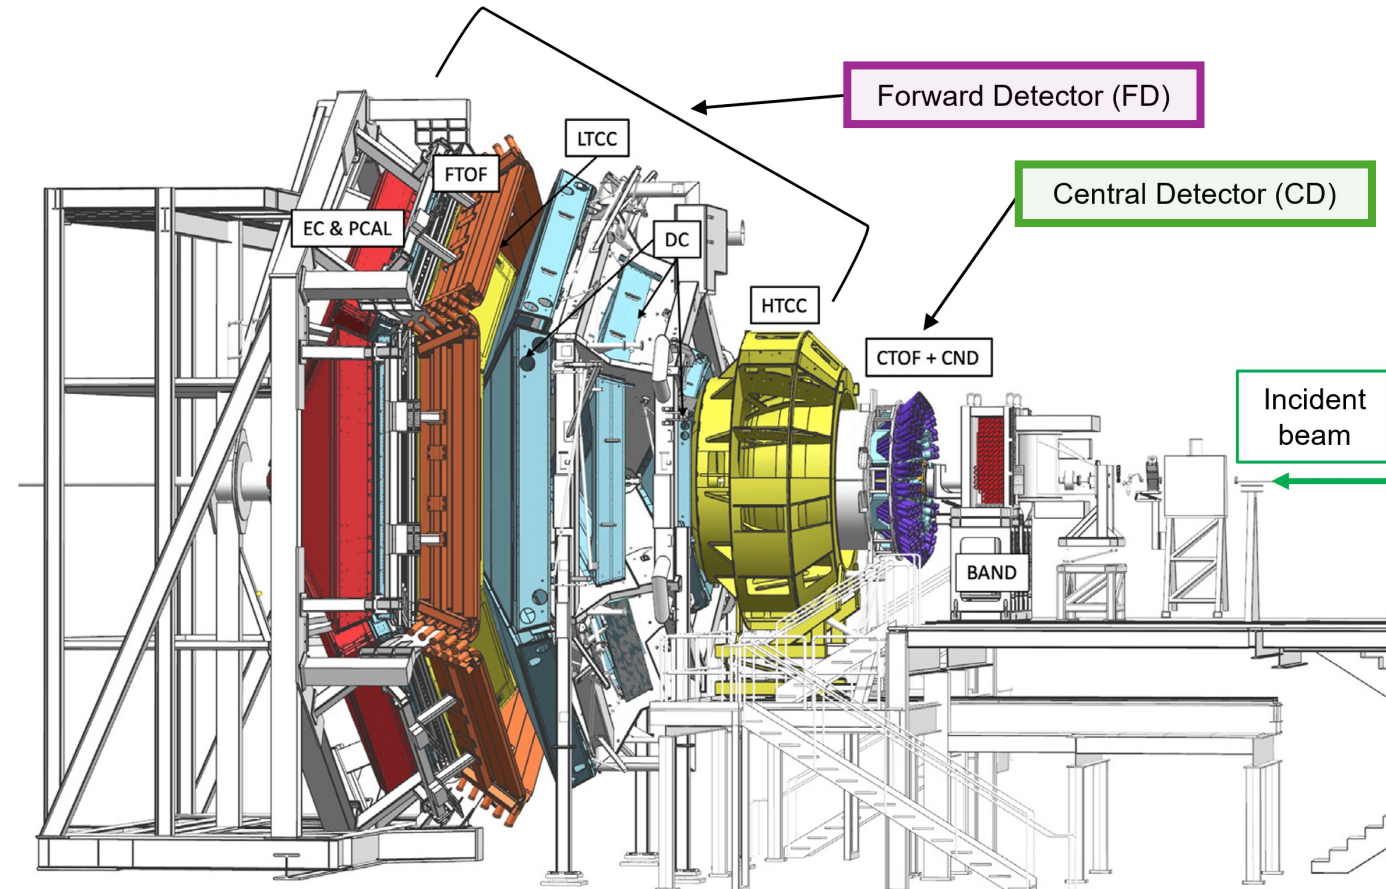 Forward Detector (FD)
LTCC
FTOF
Central Detector (CD)
EC & PCAL
DC
HTCC
CTOF + CND
Incident
beam
BAND